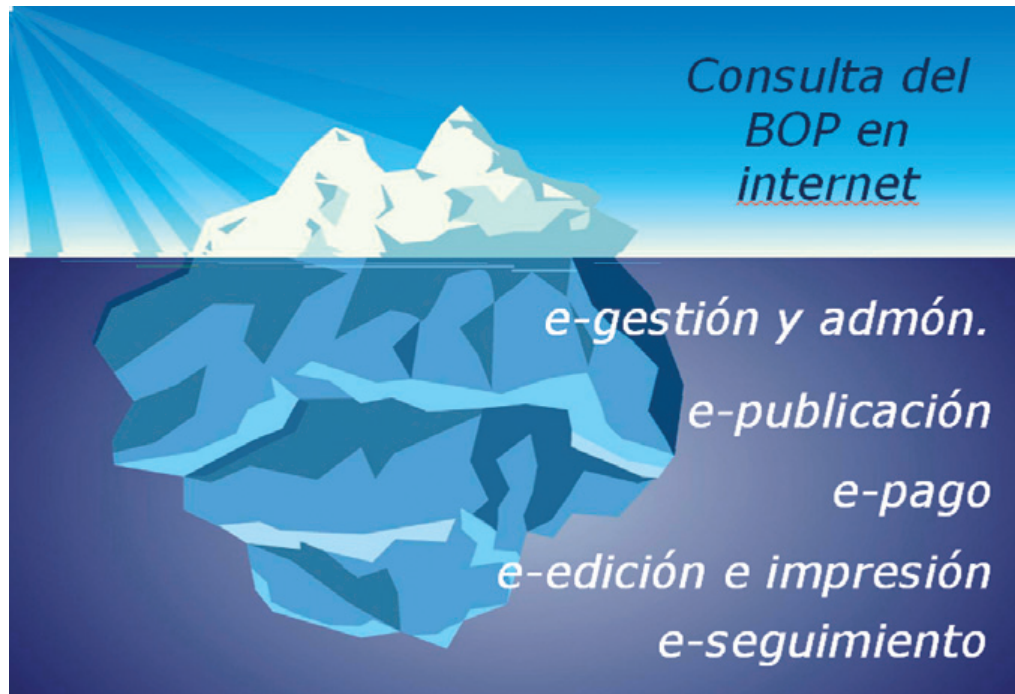 Consulta del
BOP en
internet
e-gestión y admón.
e-publicación
e-pago
e-edición e impresión
e-seguimiento